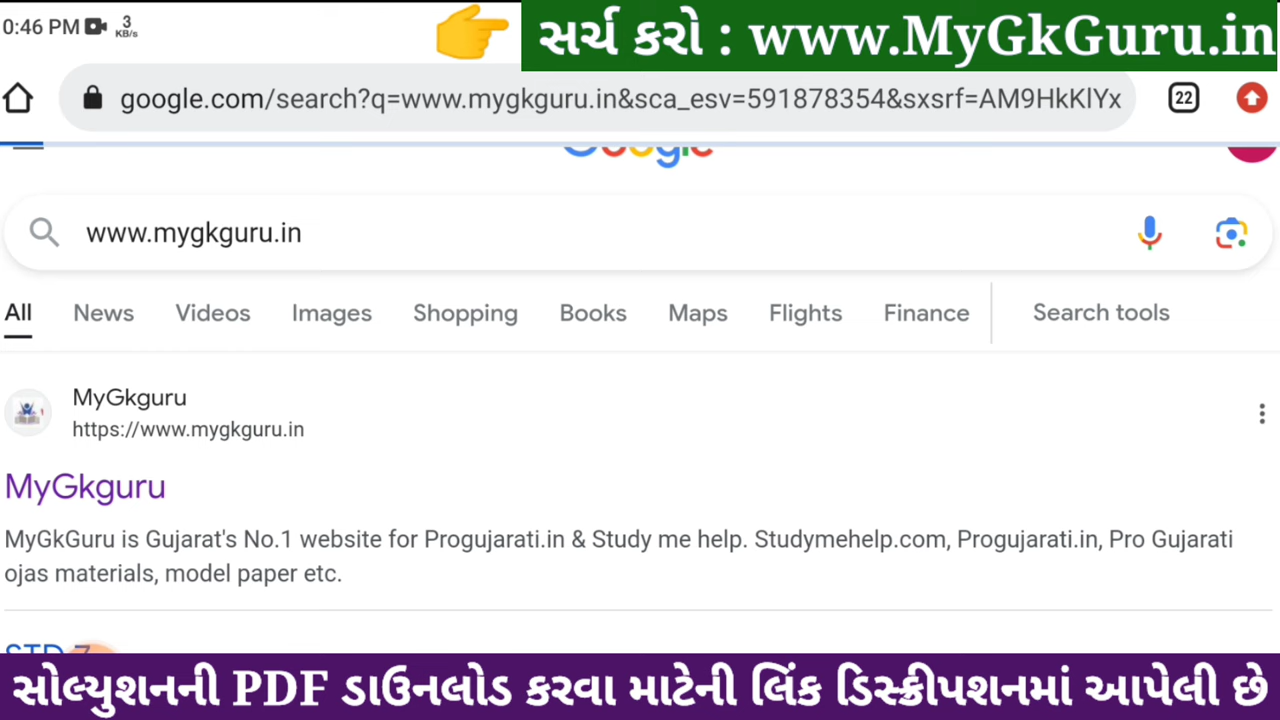 0:46 PM 3 KB/s
સર્ચ કરો : www.MyGkGuru.in
google.com/search?q=www.mygkguru.in&sca_esv=591878354&sxsrf=AM9HkKlYx
22
Google
www.mygkguru.in
All News Videos Images Shopping Books Maps Flights Finance Search tools
MyGkguru
https://www.mygkguru.in
MyGkguru
MyGkGuru is Gujarat's No.1 website for Progujarati.in & Study me help. Studymehelp.com, Progujarati.in, Pro Gujarati
ojas materials, model paper etc.
STD 7
સોલ્યુશનની PDF ડાઉનલોડ કરવા માટેની લિંક ડિસ્ક્રીપશનમાં આપેલી છે